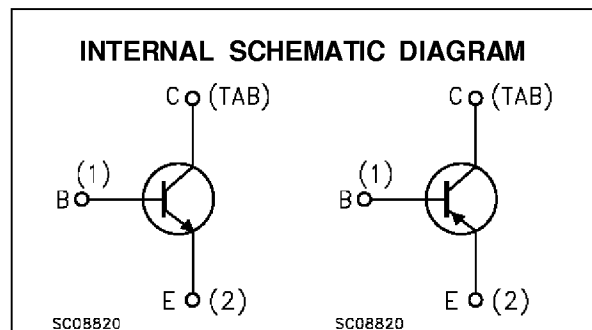 INTERNAL SCHEMATIC DIAGRAM
C (TAB) C (TAB)
(1) (1)
B B
E (2) E (2)
SC08820 SC08820